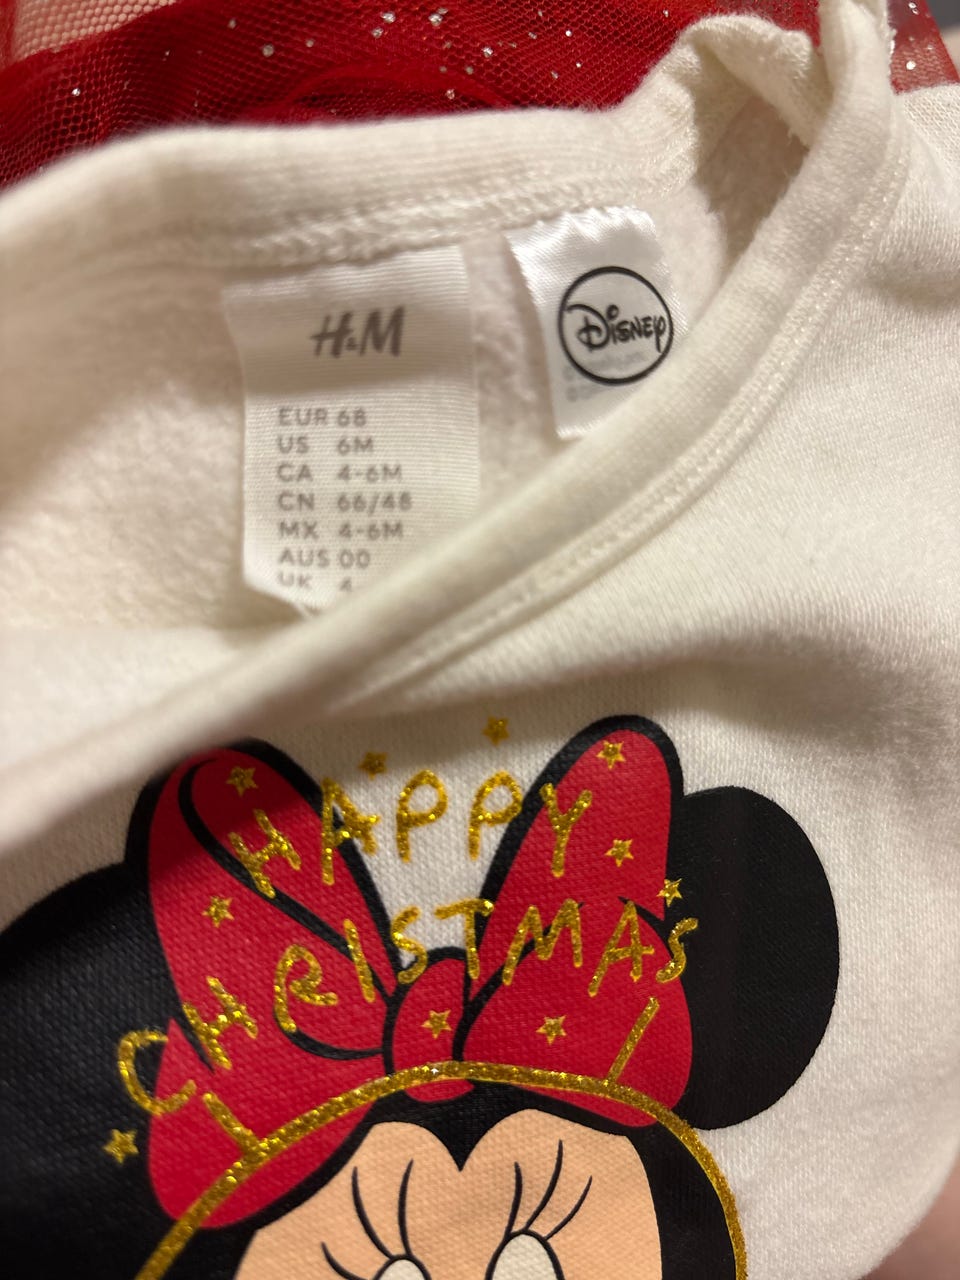 H&M
EUR 68
US 6M
CA 4-6M
CN 66/48
MX 4-6M
AUS 00
UK 4
Disney
HAPPY
CHRISTMAS